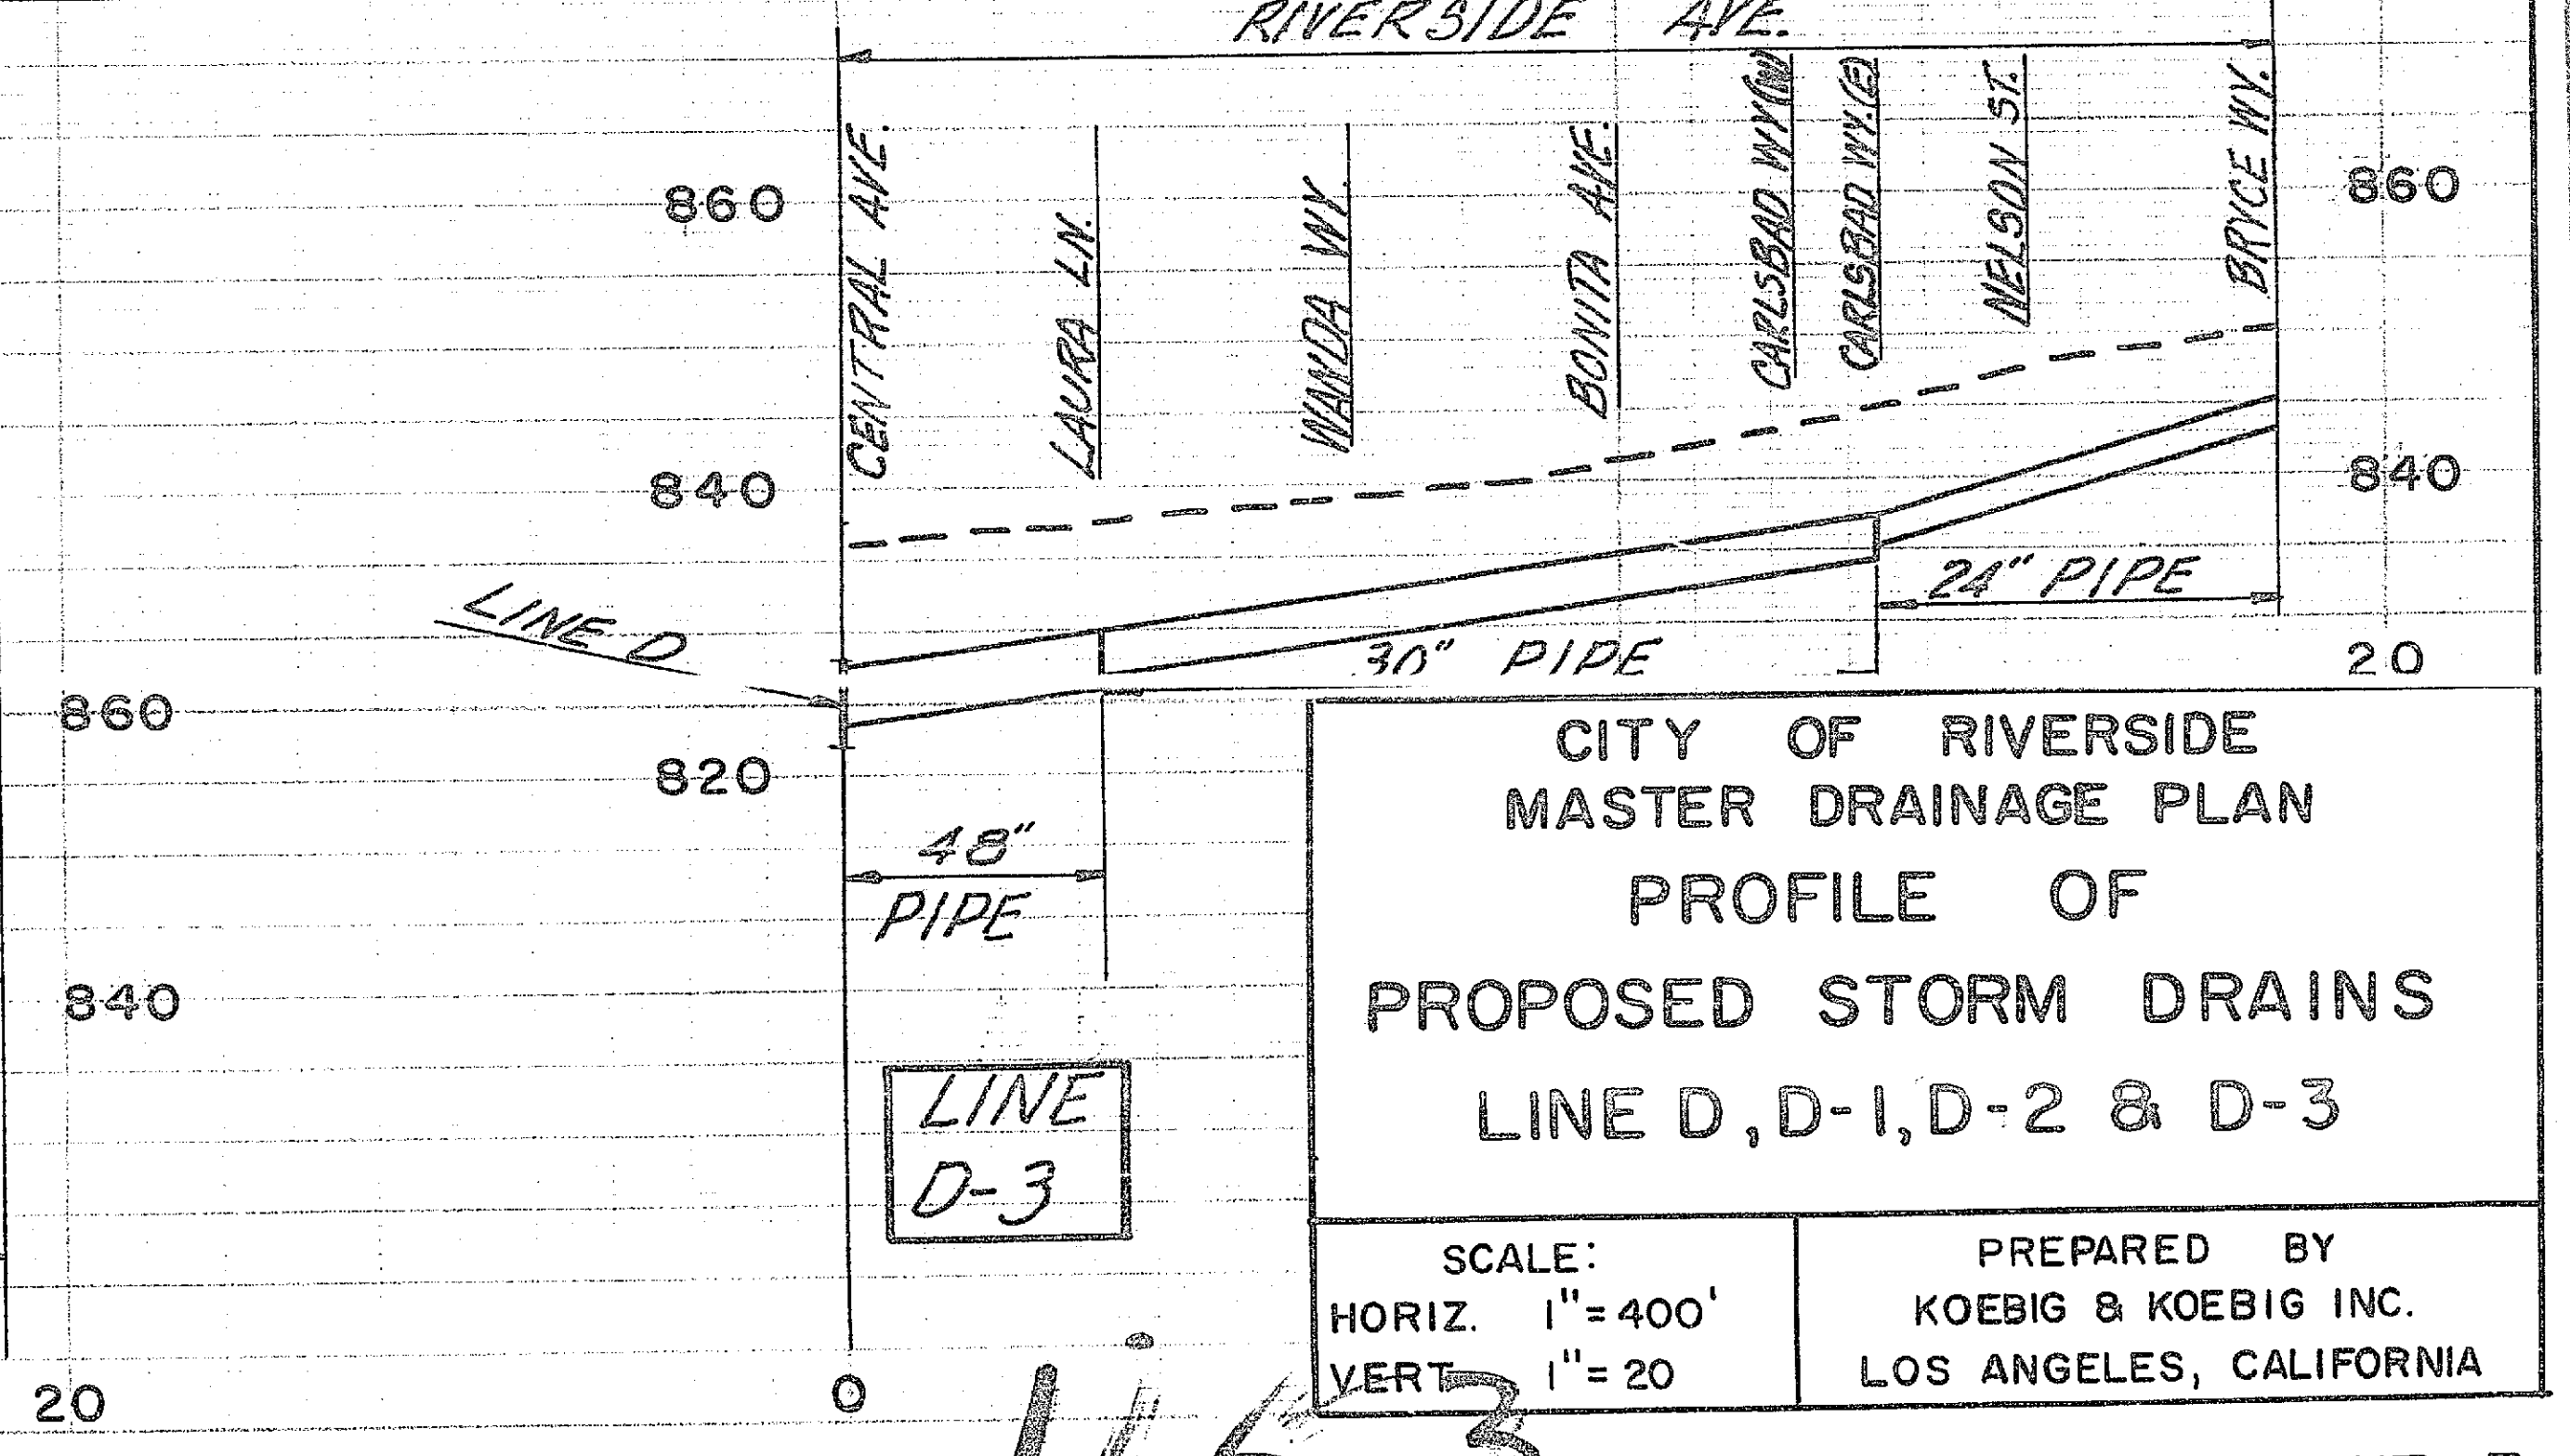 RIVERSIDE AVE.
CENTRAL AVE.
LAURA LN.
WANDA WY.
BONITA AVE.
CARLSBAD WY(W)
CARLSBAD WY.(E)
NELSON ST.
BRYCE WY.
860
860
840
840
LINE D
24" PIPE
30" PIPE
20
860
820
48"
PIPE
840
LINE
D-3
20
0
CITY OF RIVERSIDE
MASTER DRAINAGE PLAN
PROFILE OF
PROPOSED STORM DRAINS
LINE D, D-1, D-2 & D-3
SCALE:
HORIZ. 1"=400'
VERT 1"=20
PREPARED BY
KOEBIG & KOEBIG INC.
LOS ANGELES, CALIFORNIA